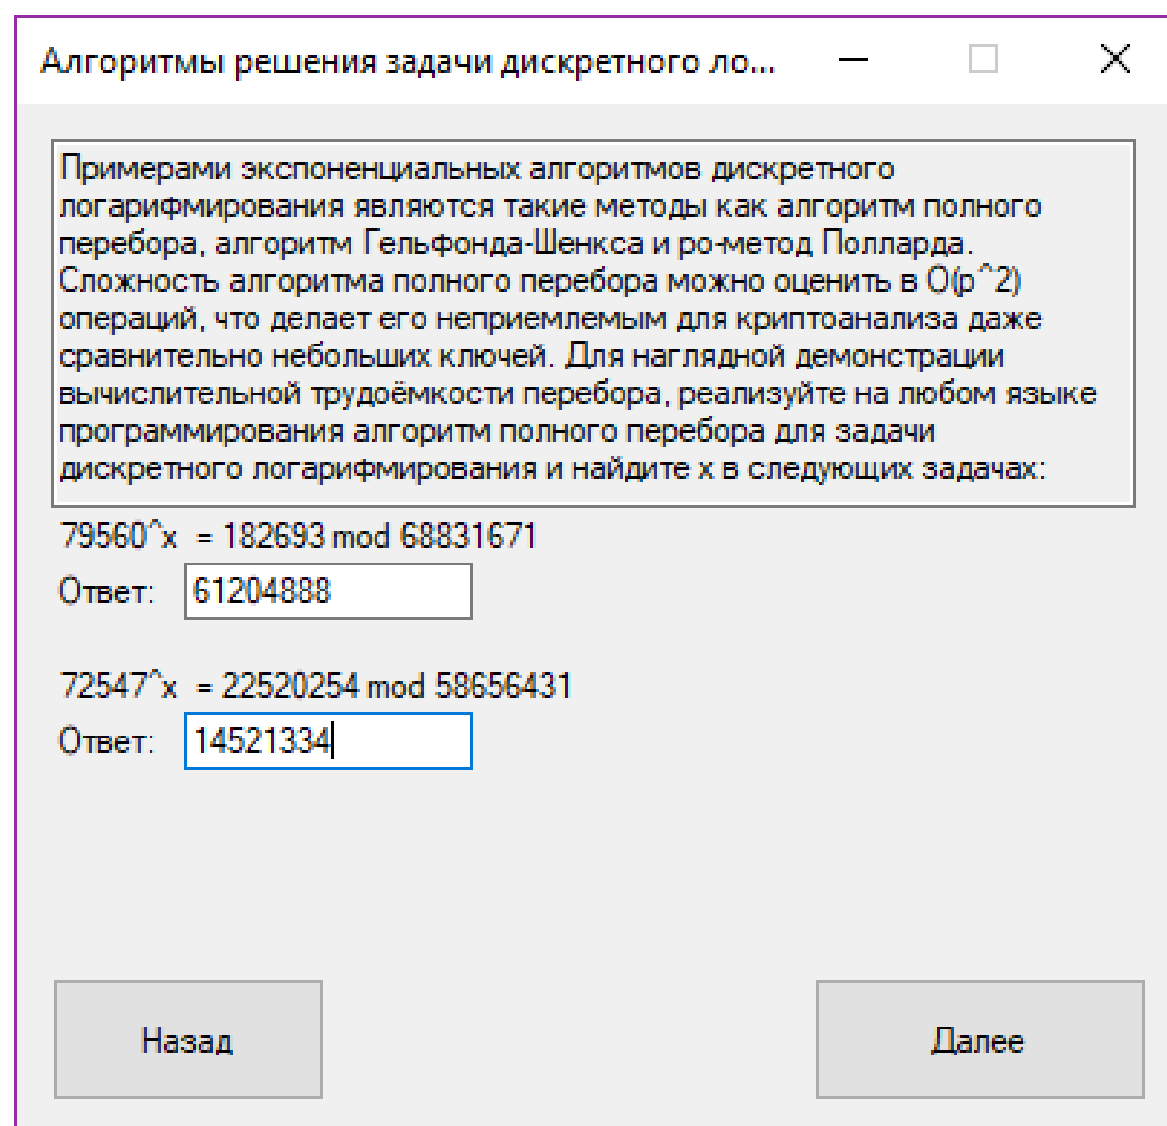 Алгоритмы решения задачи дискретного ло...
Примерами экспоненциальных алгоритмов дискретного
логарифмирования являются такие методы как алгоритм полного
перебора, алгоритм Гельфонда-Шенкса и ро-метод Полларда.
Сложность алгоритма полного перебора можно оценить в O(p^2)
операций, что делает его неприемлемым для криптоанализа даже
сравнительно небольших ключей. Для наглядной демонстрации
вычислительной трудоёмкости перебора, реализуйте на любом языке
программирования алгоритм полного перебора для задачи
дискретного логарифмирования и найдите x в следующих задачах:
79560^x = 182693 mod 68831671
Ответ: 61204888
72547^x = 22520254 mod 58656431
Ответ: 14521334
Назад Далее